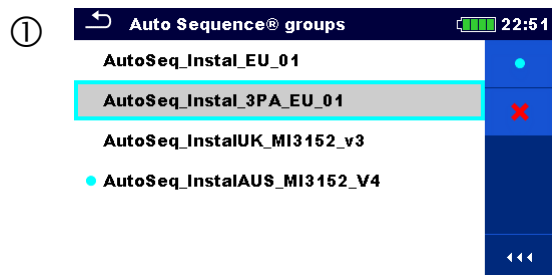 ①
Auto Sequence® groups 22:51
AutoSeq_Instal_EU_01
AutoSeq_Instal_3PA_EU_01
AutoSeq_InstalUK_MI3152_v3
AutoSeq_InstalAUS_MI3152_V4